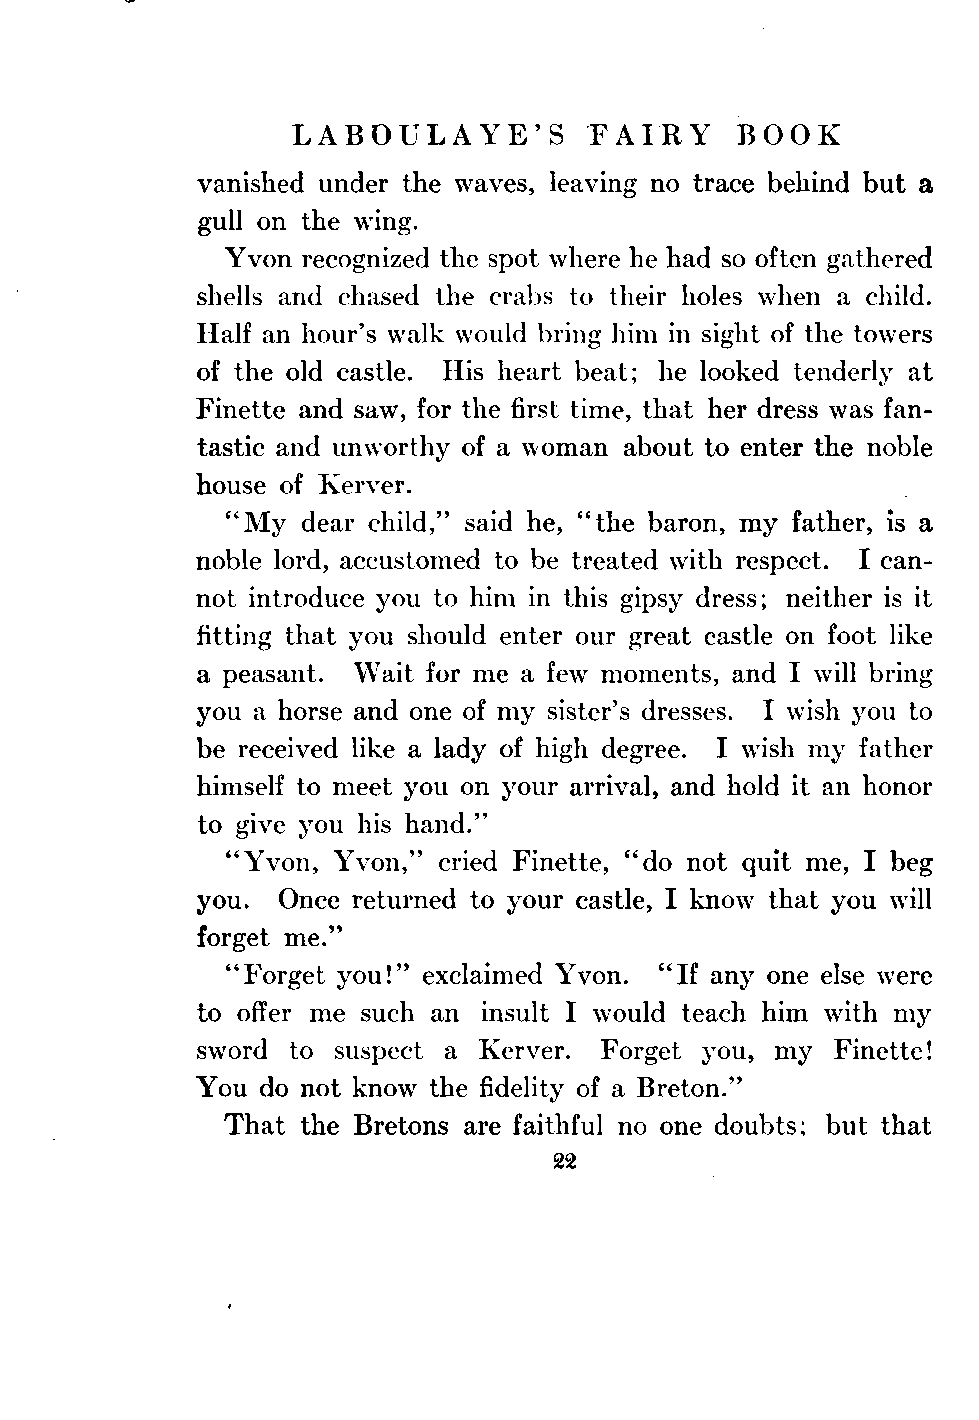 LABOULAYE'S FAIRY BOOK
vanished under the waves, leaving no trace behind but a
gull on the wing.
Yvon recognized the spot where he had so often gathered
shells and chased the crabs to their holes when a child.
Half an hour's walk would bring him in sight of the towers
of the old castle. His heart beat; he looked tenderly at
Finette and saw, for the first time, that her dress was fan-
tastic and unworthy of a woman about to enter the noble
house of Kerver.
"My dear child," said he, "the baron, my father, is a
noble lord, accustomed to be treated with respect. I can-
not introduce you to him in this gipsy dress; neither is it
fitting that you should enter our great castle on foot like
a peasant. Wait for me a few moments, and I will bring
you a horse and one of my sister's dresses. I wish you to
be received like a lady of high degree. I wish my father
himself to meet you on your arrival, and hold it an honor
to give you his hand."
"Yvon, Yvon," cried Finette, "do not quit me, I beg
you. Once returned to your castle, I know that you will
forget me."
"Forget you!" exclaimed Yvon. "If any one else were
to offer me such an insult I would teach him with my
sword to suspect a Kerver. Forget you, my Finette!
You do not know the fidelity of a Breton."
That the Bretons are faithful no one doubts; but that
22